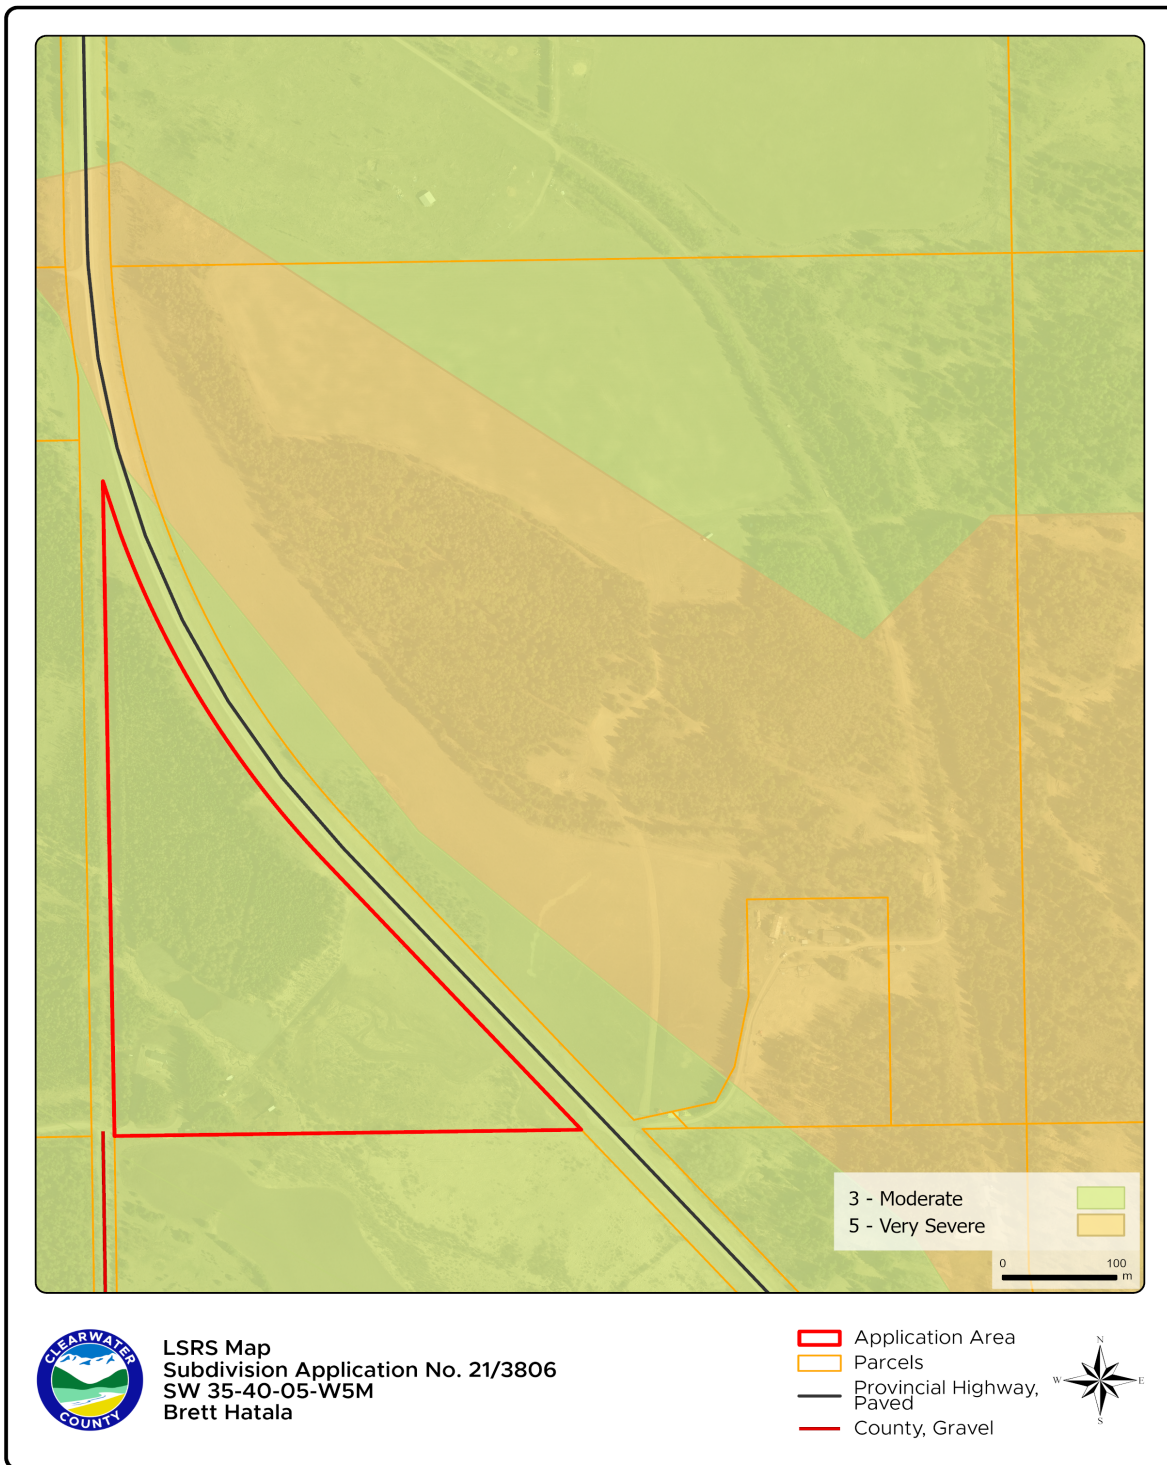 3 - Moderate
5 - Very Severe
0 100
m
CLEARWATER
COUNTY
LSRS Map
Subdivision Application No. 21/3806
SW 35-40-05-W5M
Brett Hatala
Application Area
Parcels
Provincial Highway,
Paved
County, Gravel
N
W E
S